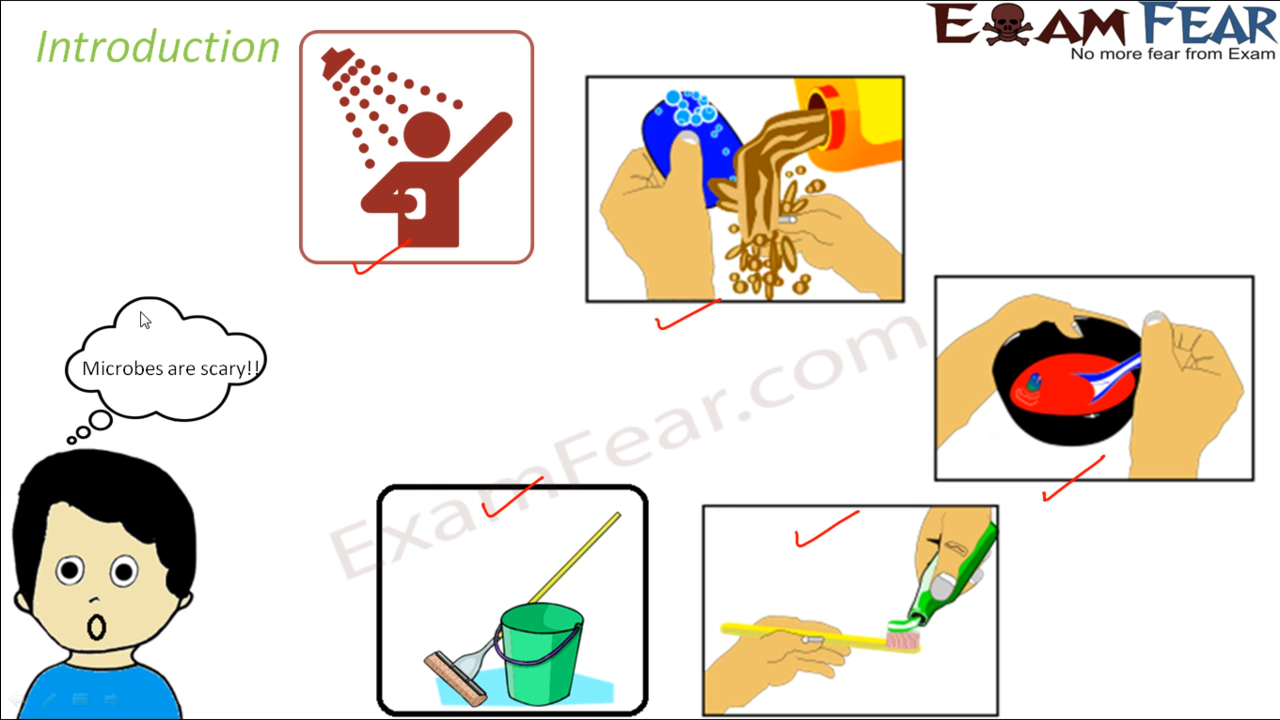 Introduction
EXAM FEAR
No more fear from Exam
Microbes are scary!!
ExamFear.com